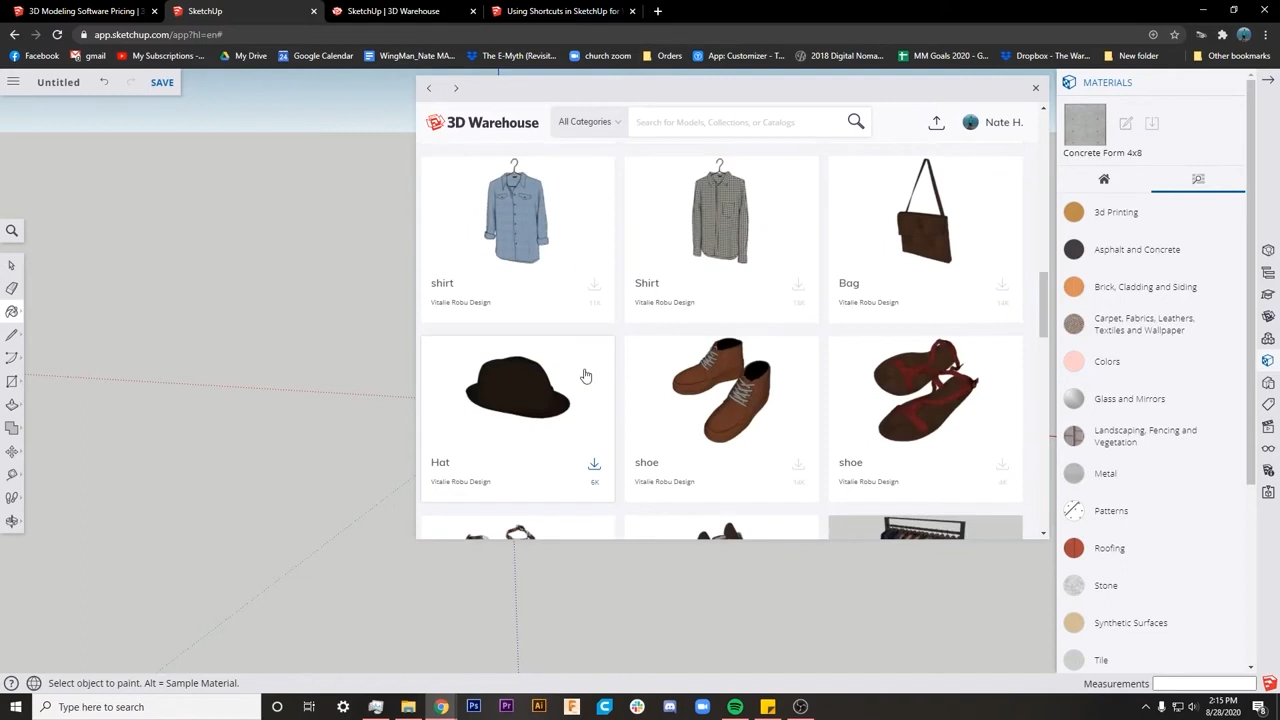 3D Modeling Software Pricing | 3
SketchUp
SketchUp | 3D Warehouse
Using Shortcuts in SketchUp for
app.sketchup.com/app?hl=en#
Facebook
gmail
My Subscriptions -...
My Drive
Google Calendar
WingMan_Nate MA...
The E-Myth (Revisit...
church zoom
Orders
App: Customizer - T...
2018 Digital Nomad...
MM Goals 2020 - G...
Dropbox - The War...
New folder
Other bookmarks
Untitled
SAVE
3D Warehouse
All Categories
Search for Models, Collections, or Catalogs
Nate H.
shirt
Vitalie Robu Design
11K
Shirt
Vitalie Robu Design
18K
Bag
Vitalie Robu Design
14K
Hat
Vitalie Robu Design
6K
shoe
Vitalie Robu Design
14K
shoe
Vitalie Robu Design
4K
MATERIALS
Concrete Form 4x8
3d Printing
Asphalt and Concrete
Brick, Cladding and Siding
Carpet, Fabrics, Leathers,
Textiles and Wallpaper
Colors
Glass and Mirrors
Landscaping, Fencing and
Vegetation
Metal
Patterns
Roofing
Stone
Synthetic Surfaces
Tile
Select object to paint. Alt = Sample Material.
Measurements
Type here to search
2:15 PM
8/28/2020